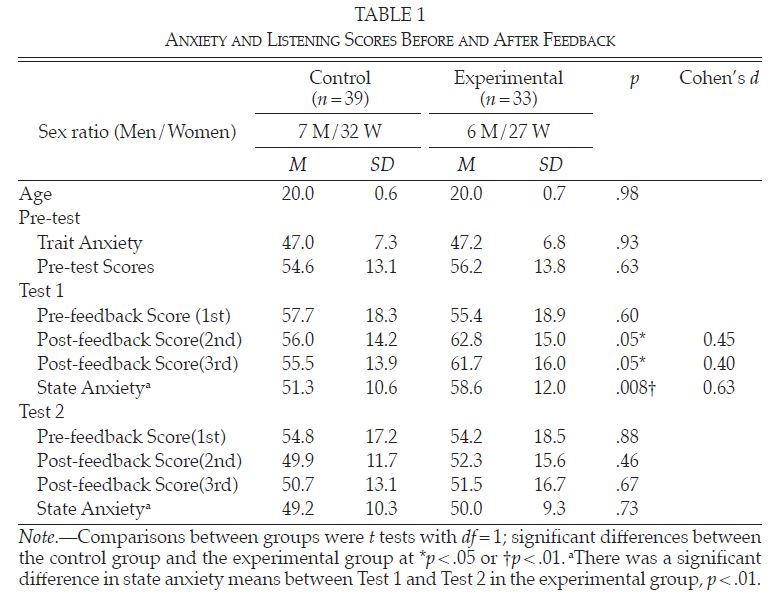 TABLE 1
Anxiety and Listening Scores Before and After Feedback
Control Experimental p Cohen's d
(n=39) (n=33)
Sex ratio (Men/Women) 7 M/32 W 6 M/27 W
M SD M SD
Age 20.0 0.6 20.0 0.7 .98
Pre-test
Trait Anxiety 47.0 7.3 47.2 6.8 .93
Pre-test Scores 54.6 13.1 56.2 13.8 .63
Test 1
Pre-feedback Score (1st) 57.7 18.3 55.4 18.9 .60
Post-feedback Score(2nd) 56.0 14.2 62.8 15.0 .05* 0.45
Post-feedback Score(3rd) 55.5 13.9 61.7 16.0 .05* 0.40
State Anxietyᵃ 51.3 10.6 58.6 12.0 .008† 0.63
Test 2
Pre-feedback Score(1st) 54.8 17.2 54.2 18.5 .88
Post-feedback Score(2nd) 49.9 11.7 52.3 15.6 .46
Post-feedback Score(3rd) 50.7 13.1 51.5 16.7 .67
State Anxietyᵃ 49.2 10.3 50.0 9.3 .73
Note.—Comparisons between groups were t tests with df=1; significant differences between
the control group and the experimental group at *p<.05 or †p<.01. ᵃThere was a significant
difference in state anxiety means between Test 1 and Test 2 in the experimental group, p<.01.